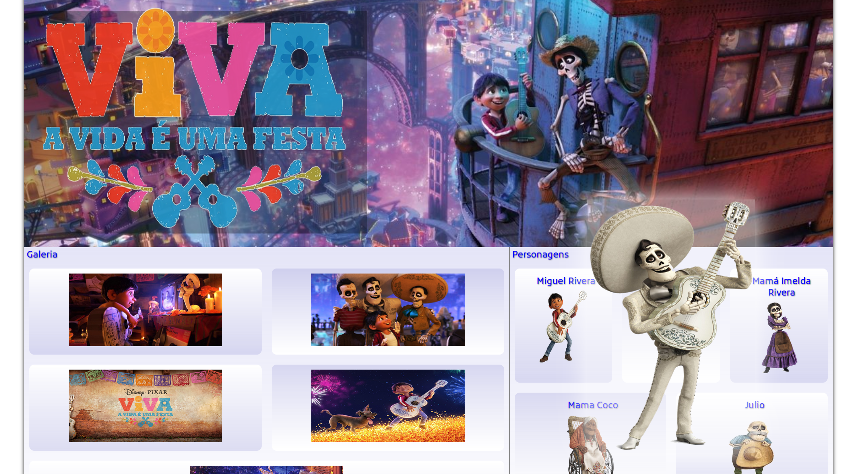 ViVA
A VIDA É UMA FESTA
Galeria
Personagens
Miguel Rivera
Mamá Imelda
Rivera
Disney PIXAR
ViVA
A VIDA É UMA FESTA
Mama Coco
Julio